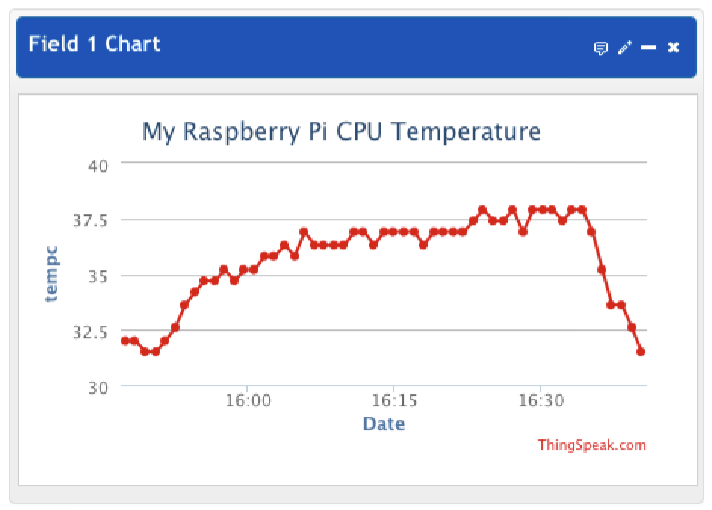 Field 1 Chart
My Raspberry Pi CPU Temperature
40
37.5
35
32.5
30
tempc
16:00 16:15 16:30
Date
ThingSpeak.com